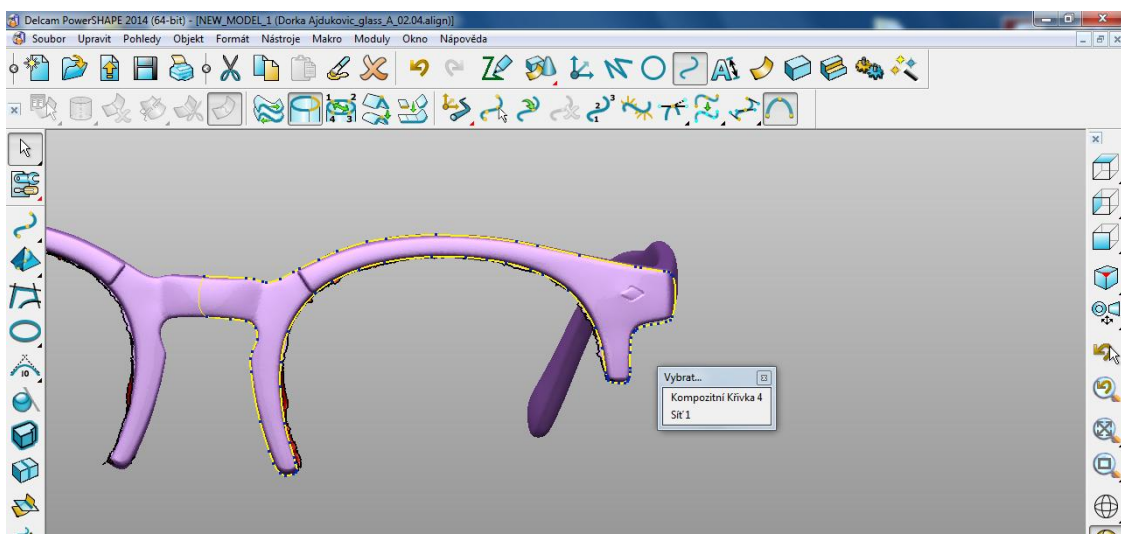 Delcam PowerSHAPE 2014 (64-bit) - [NEW_MODEL_1 (Dorka Ajdukovic_glass_A_02.04.align)]
Soubor Upravit Pohledy Objekt Formát Nástroje Makro Moduly Okno Nápověda
Vybrat...
Kompozitní Křivka 4
Síť 1
10